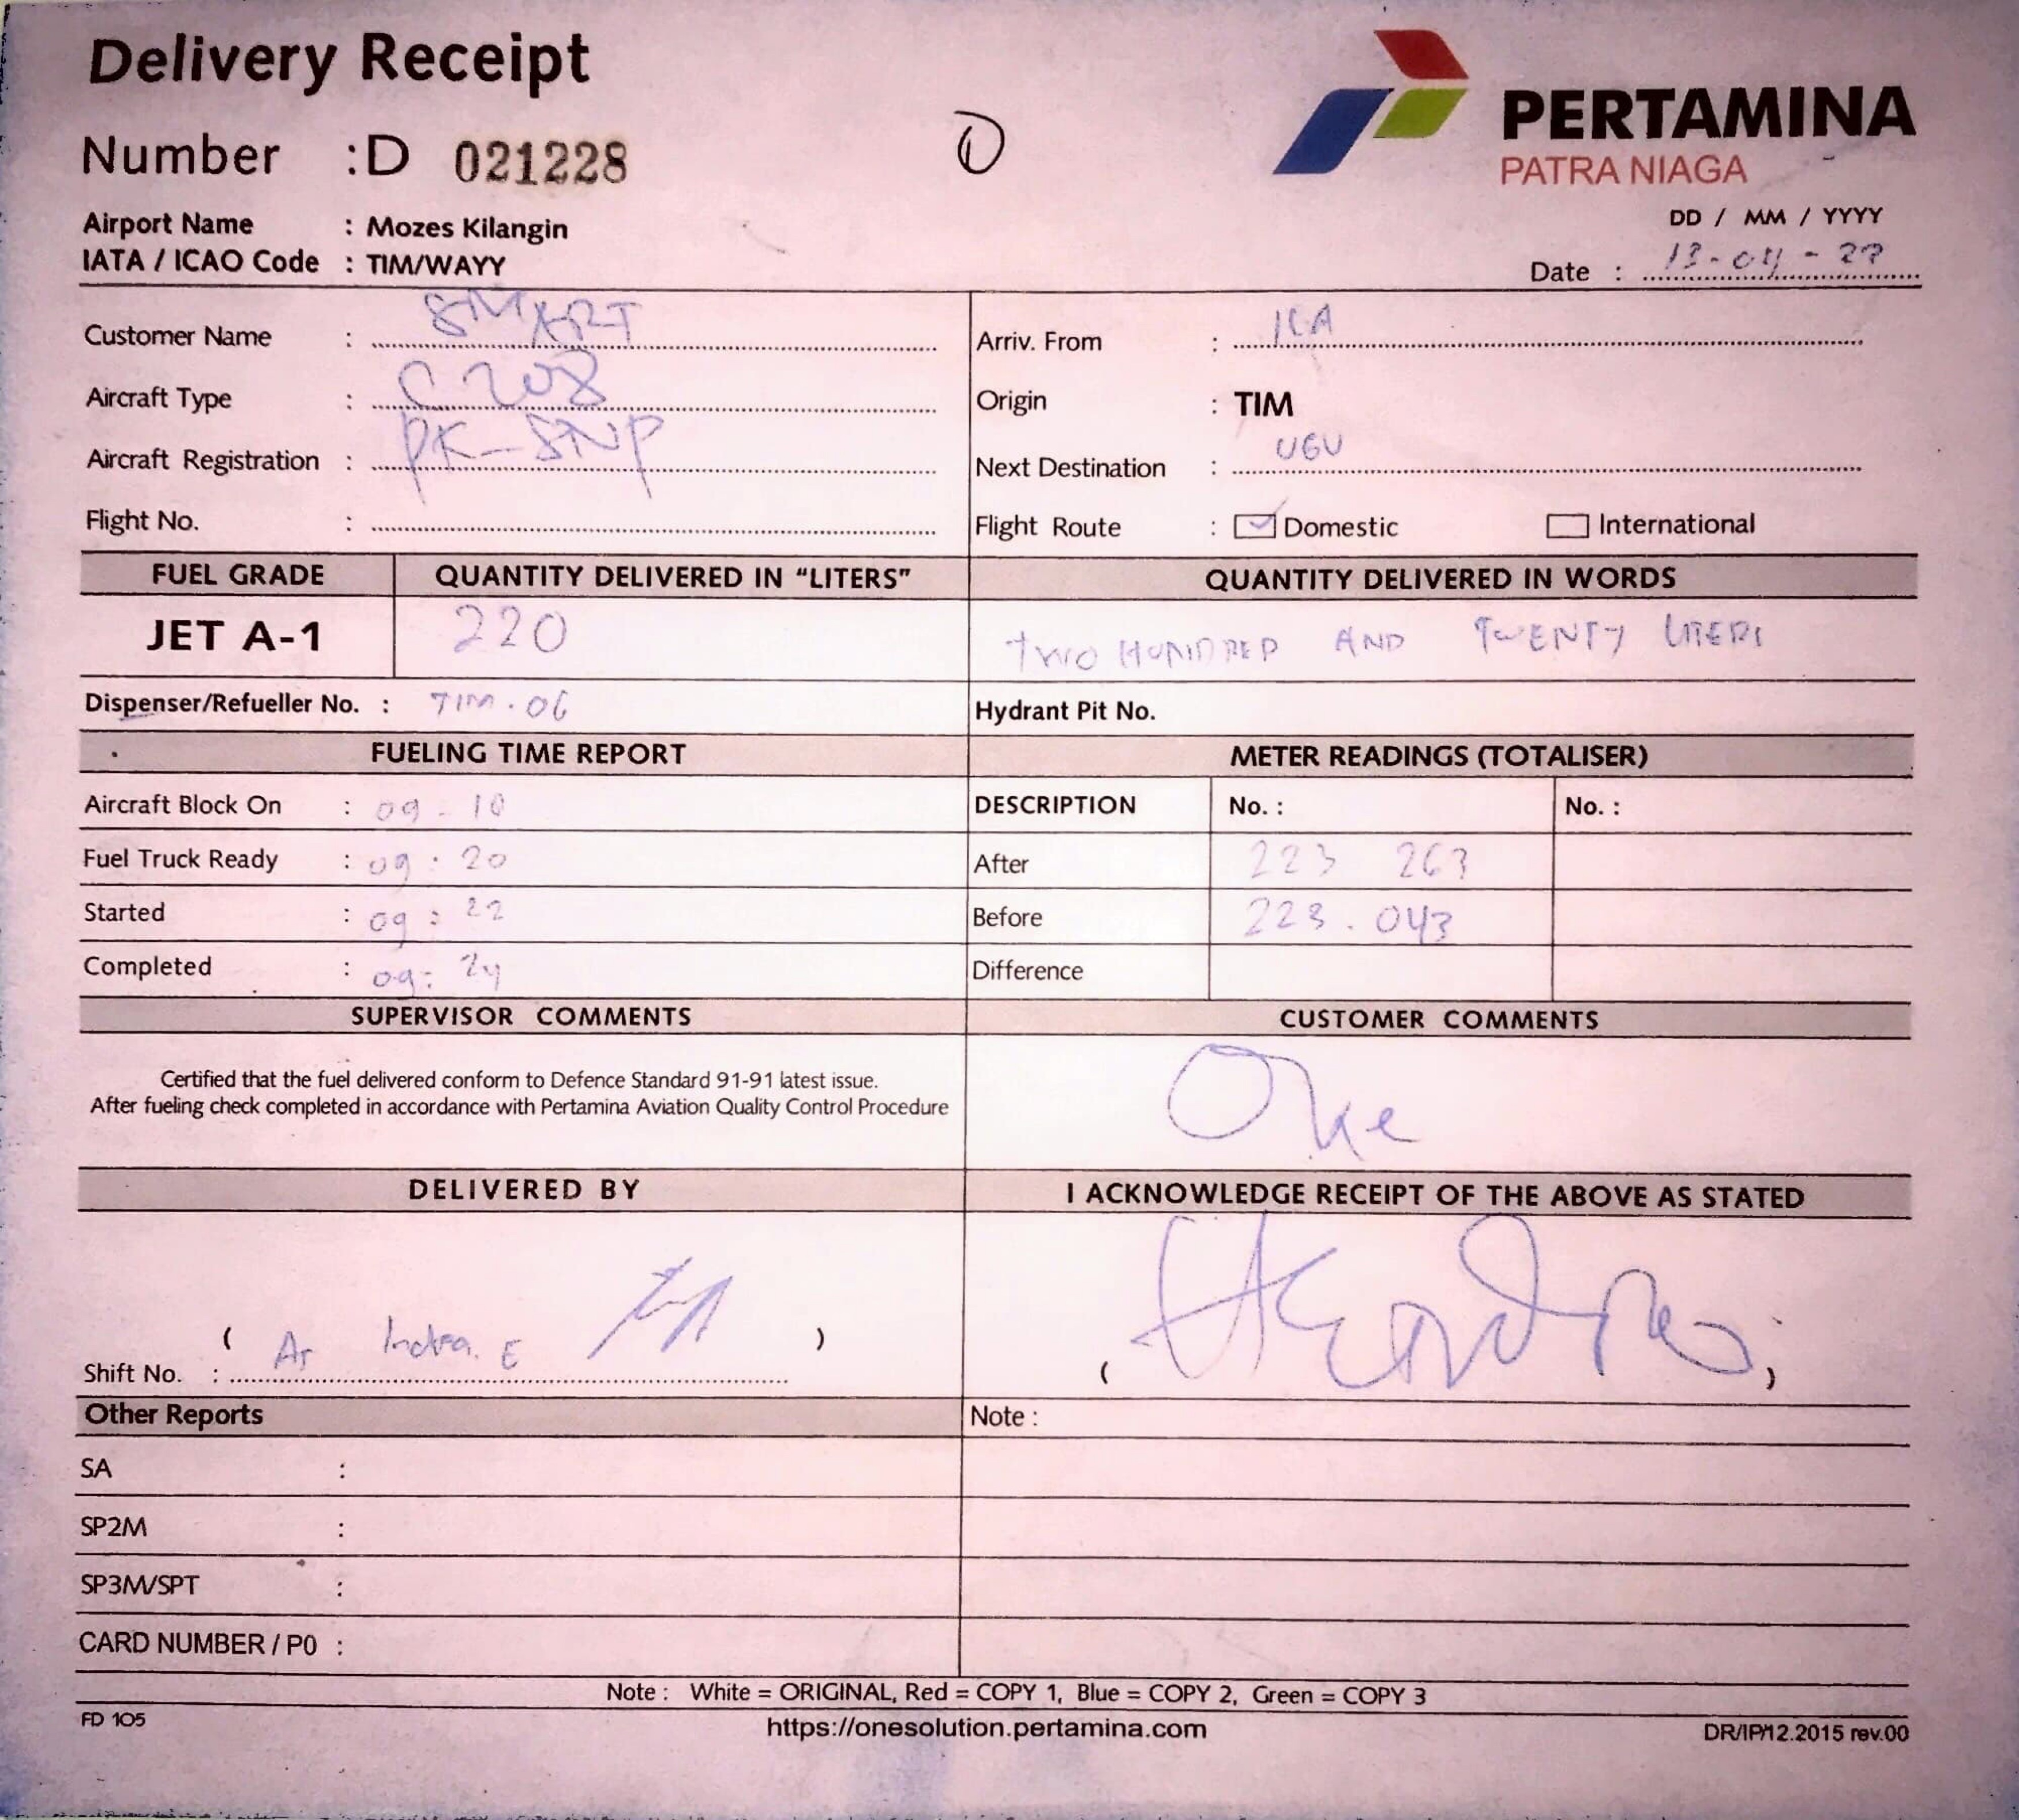 Delivery Receipt
PERTAMINA
PATRA NIAGA
Number : D 021228
Airport Name : Mozes Kilangin
IATA / ICAO Code : TIM/WAYY
DD / MM / YYYY
Date : 13-04-22
Customer Name : SMART
Arriv. From : ILA
Aircraft Type : C 208
Origin : TIM
Aircraft Registration : PK-SNP
Next Destination : UGU
Flight No. :
Flight Route : Domestic International
FUEL GRADE QUANTITY DELIVERED IN “LITERS” QUANTITY DELIVERED IN WORDS
JET A-1 220 TWO HUNDRED AND TWENTY LITERS
Dispenser/Refueller No. : TIM.06 Hydrant Pit No.
FUELING TIME REPORT METER READINGS (TOTALISER)
Aircraft Block On : 09-10 DESCRIPTION No. : No. :
Fuel Truck Ready : 09:20 After 223 263
Started : 09:22 Before 223.043
Completed : 09:24 Difference
SUPERVISOR COMMENTS CUSTOMER COMMENTS
Certified that the fuel delivered conform to Defence Standard 91-91 latest issue.
After fueling check completed in accordance with Pertamina Aviation Quality Control Procedure
Oke
DELIVERED BY I ACKNOWLEDGE RECEIPT OF THE ABOVE AS STATED
( Indra. E ) ( )
Shift No. :
Other Reports Note :
SA :
SP2M :
SP3M/SPT :
CARD NUMBER / PO :
Note : White = ORIGINAL, Red = COPY 1, Blue = COPY 2, Green = COPY 3
FD 105 https://onesolution.pertamina.com DR/IP/12.2015 rev.00